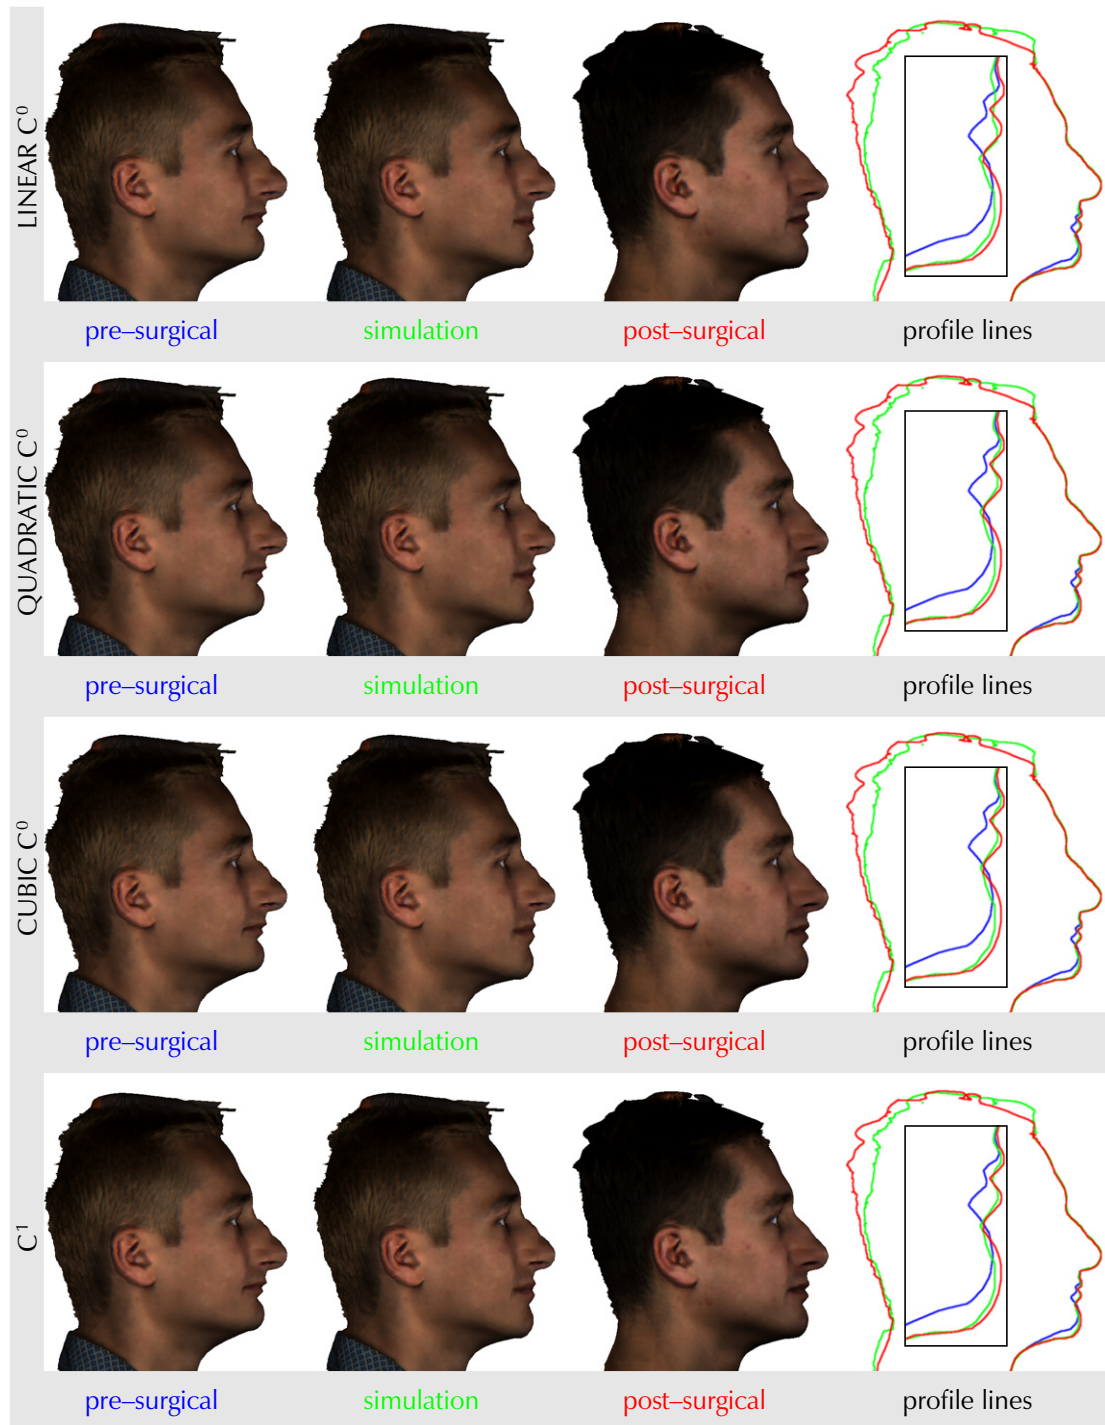 LINEAR C⁰
pre–surgical simulation post–surgical profile lines
QUADRATIC C⁰
pre–surgical simulation post–surgical profile lines
CUBIC C⁰
pre–surgical simulation post–surgical profile lines
C¹
pre–surgical simulation post–surgical profile lines